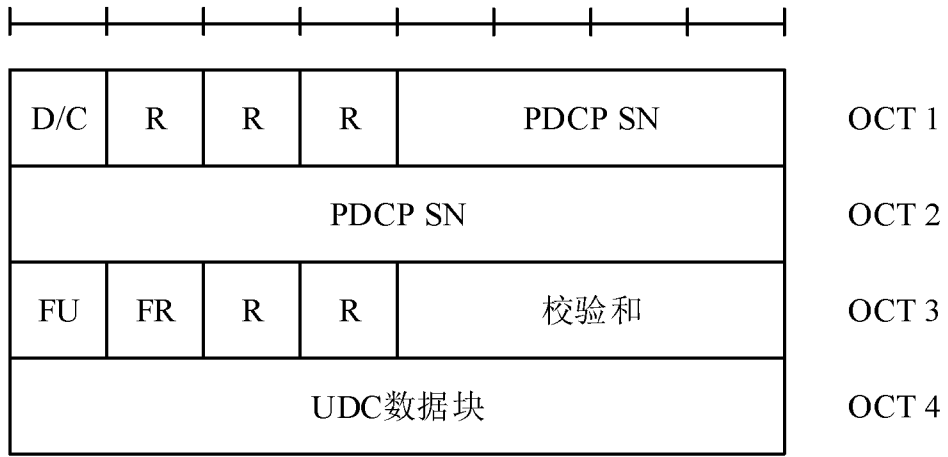 D/C R R R PDCP SN OCT 1
PDCP SN OCT 2
FU FR R R 校验和 OCT 3
UDC数据块 OCT 4